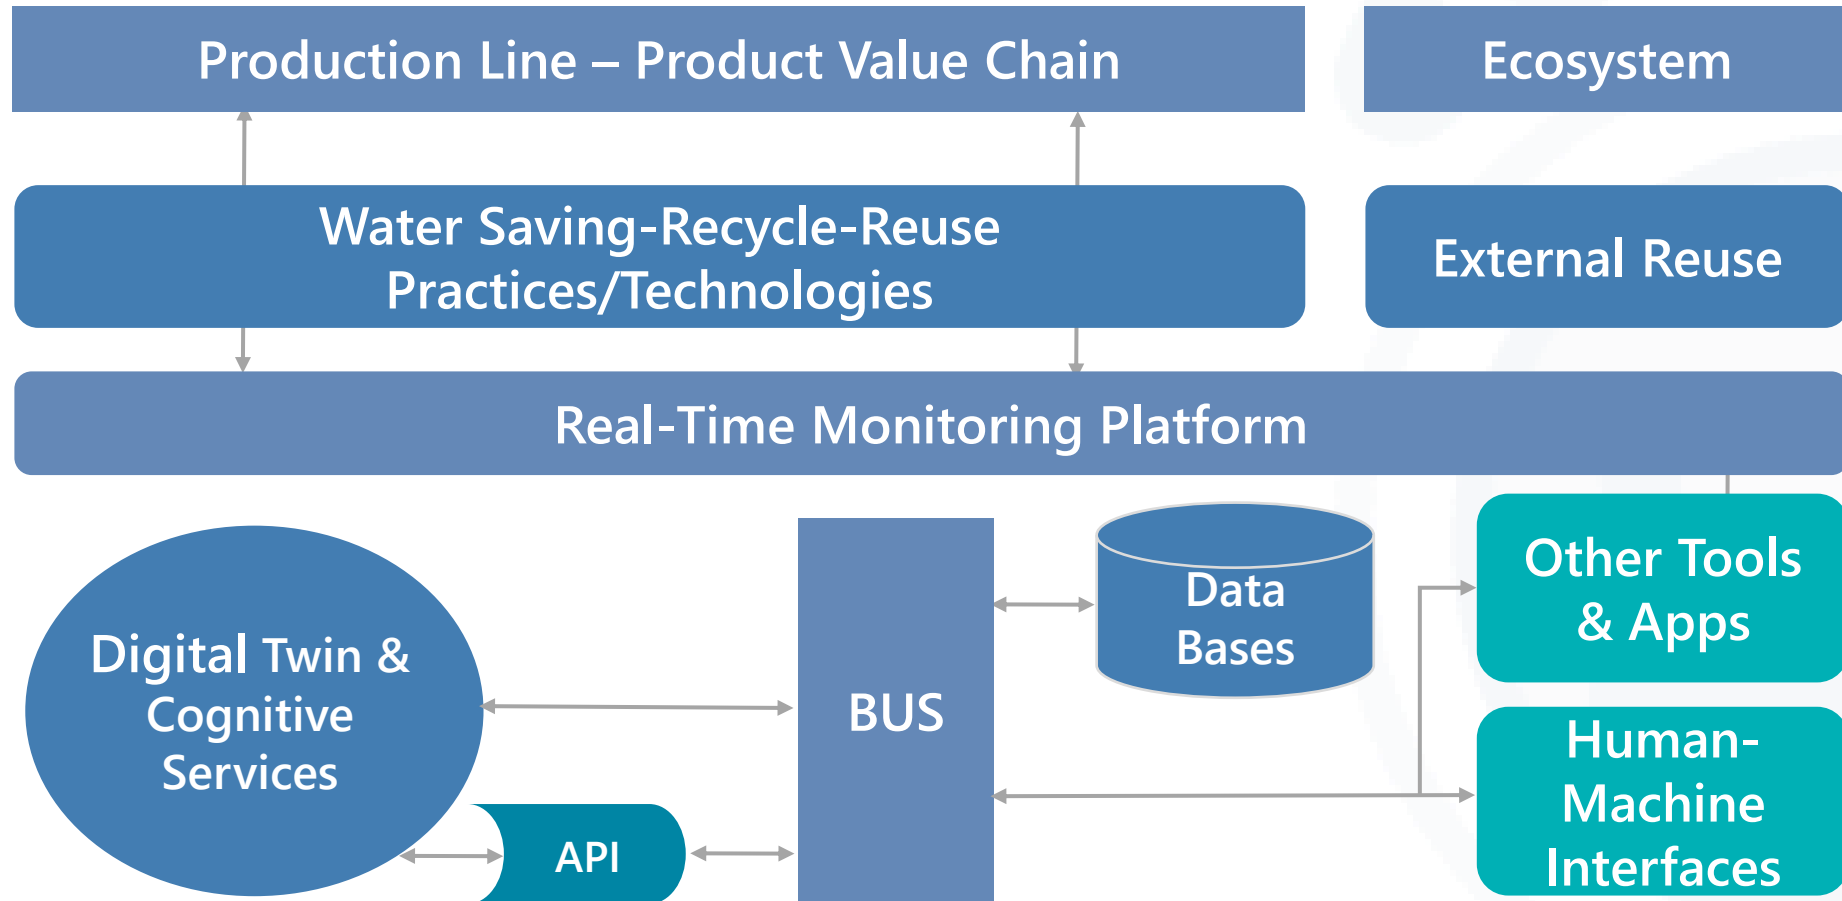 Production Line – Product Value Chain
Ecosystem
Water Saving-Recycle-Reuse
Practices/Technologies
External Reuse
Real-Time Monitoring Platform
Digital Twin &
Cognitive
Services
API
BUS
Data
Bases
Other Tools
& Apps
Human-
Machine
Interfaces